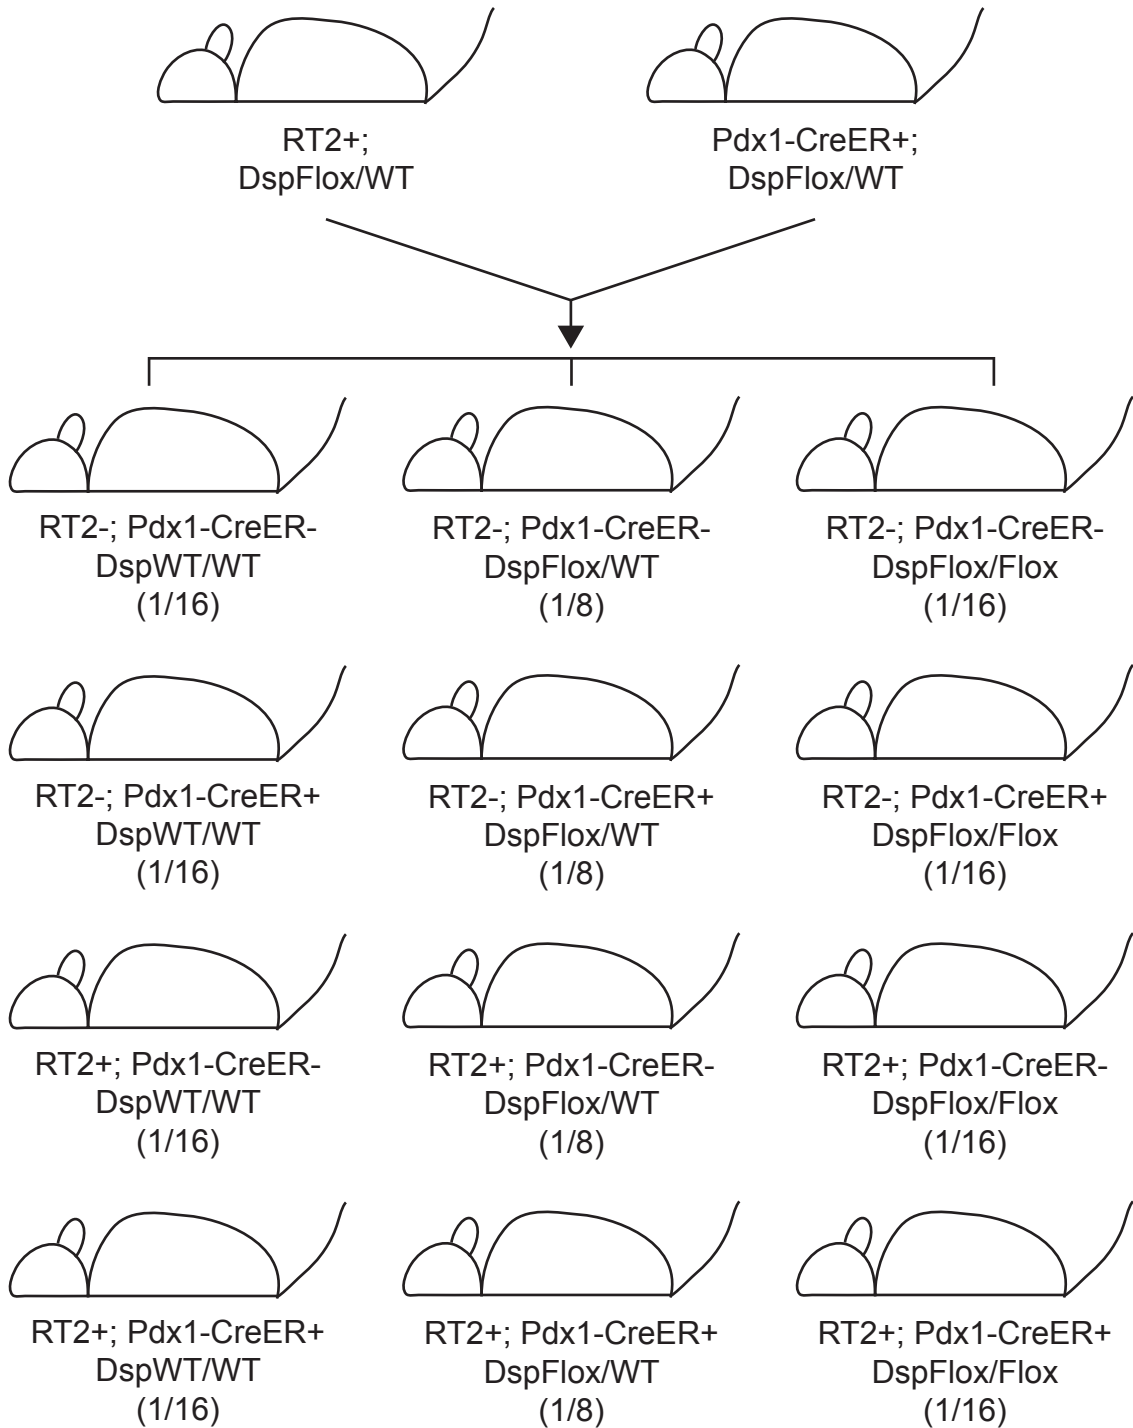 RT2+;
DspFlox/WT
Pdx1-CreER+;
DspFlox/WT
RT2-; Pdx1-CreER-
DspWT/WT
(1/16)
RT2-; Pdx1-CreER-
DspFlox/WT
(1/8)
RT2-; Pdx1-CreER-
DspFlox/Flox
(1/16)
RT2-; Pdx1-CreER+
DspWT/WT
(1/16)
RT2-; Pdx1-CreER+
DspFlox/WT
(1/8)
RT2-; Pdx1-CreER+
DspFlox/Flox
(1/16)
RT2+; Pdx1-CreER-
DspWT/WT
(1/16)
RT2+; Pdx1-CreER-
DspFlox/WT
(1/8)
RT2+; Pdx1-CreER-
DspFlox/Flox
(1/16)
RT2+; Pdx1-CreER+
DspWT/WT
(1/16)
RT2+; Pdx1-CreER+
DspFlox/WT
(1/8)
RT2+; Pdx1-CreER+
DspFlox/Flox
(1/16)